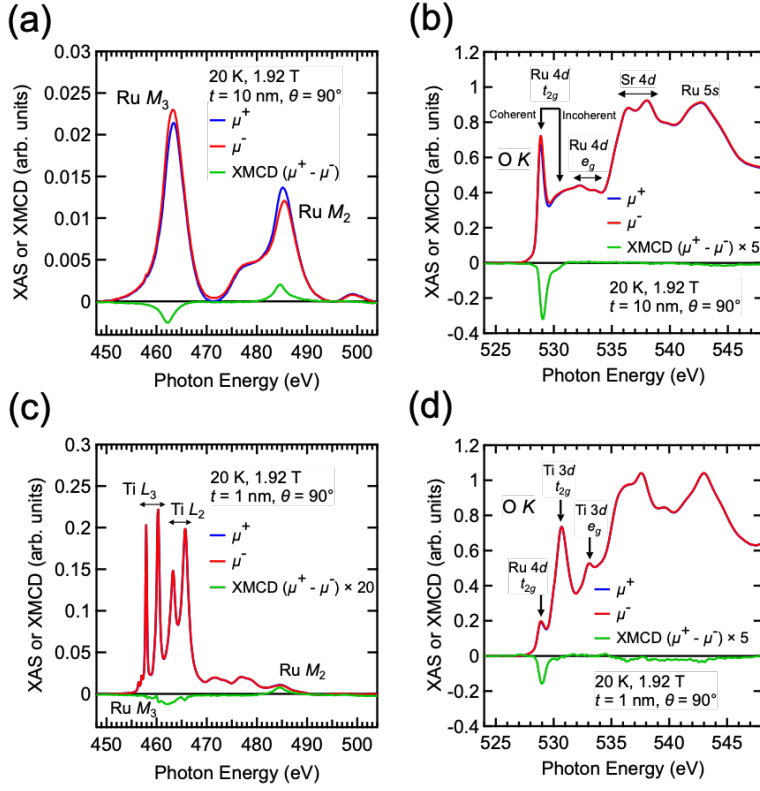 (a)
0.03
0.025
0.02
0.015
0.01
0.005
0
XAS or XMCD (arb. units)
450 460 470 480 490 500
Photon Energy (eV)
20 K, 1.92 T
t = 10 nm, θ = 90°
Ru M3
μ+
μ-
XMCD (μ+ - μ-)
Ru M2
(b)
1.2
1
0.8
0.6
0.4
0.2
0
-0.2
-0.4
XAS or XMCD (arb. units)
525 530 535 540 545
Photon Energy (eV)
Ru 4d
t2g
Coherent
Incoherent
Sr 4d
Ru 5s
O K
Ru 4d
eg
μ+
μ-
XMCD (μ+ - μ-) × 5
20 K, 1.92 T
t = 10 nm, θ = 90°
(c)
0.3
0.25
0.2
0.15
0.1
0.05
0
XAS or XMCD (arb. units)
450 460 470 480 490 500
Photon Energy (eV)
20 K, 1.92 T
t = 1 nm, θ = 90°
Ti L3
Ti L2
μ+
μ-
XMCD (μ+ - μ-) × 20
Ru M2
Ru M3
(d)
1.2
1
0.8
0.6
0.4
0.2
0
-0.2
-0.4
XAS or XMCD (arb. units)
525 530 535 540 545
Photon Energy (eV)
Ti 3d
t2g
O K
Ti 3d
eg
Ru 4d
t2g
μ+
μ-
XMCD (μ+ - μ-) × 5
20 K, 1.92 T
t = 1 nm, θ = 90°